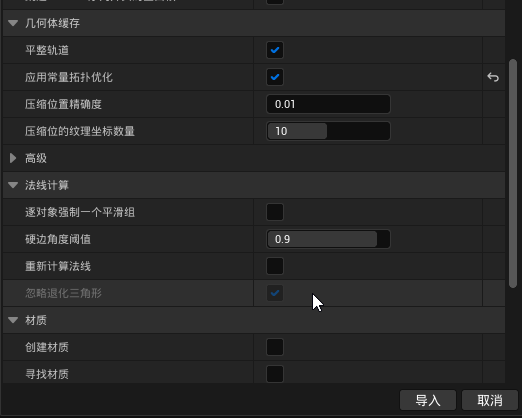 几何体缓存
平整轨道
应用常量拓扑优化
压缩位置精确度
0.01
压缩位的纹理坐标数量
10
高级
法线计算
逐对象强制一个平滑组
硬边角度阈值
0.9
重新计算法线
忽略退化三角形
材质
创建材质
寻找材质
导入
取消